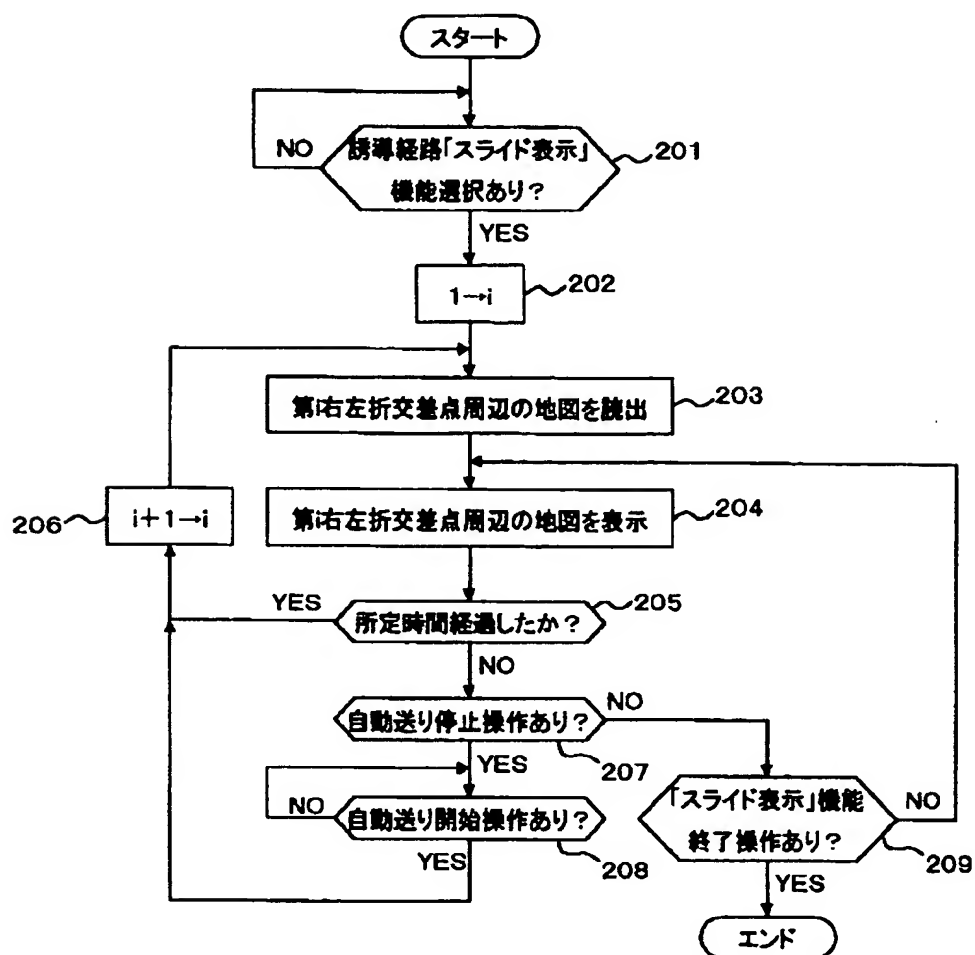 スタート
NO
誘導経路「スライド表示」
機能選択あり？
201
YES
1→i
202
第i右左折交差点周辺の地図を読出
203
206
i+1→i
第i右左折交差点周辺の地図を表示
204
YES
所定時間経過したか？
205
NO
自動送り停止操作あり？
NO
207
YES
NO
自動送り開始操作あり？
208
YES
「スライド表示」機能
終了操作あり？
NO
209
YES
エンド